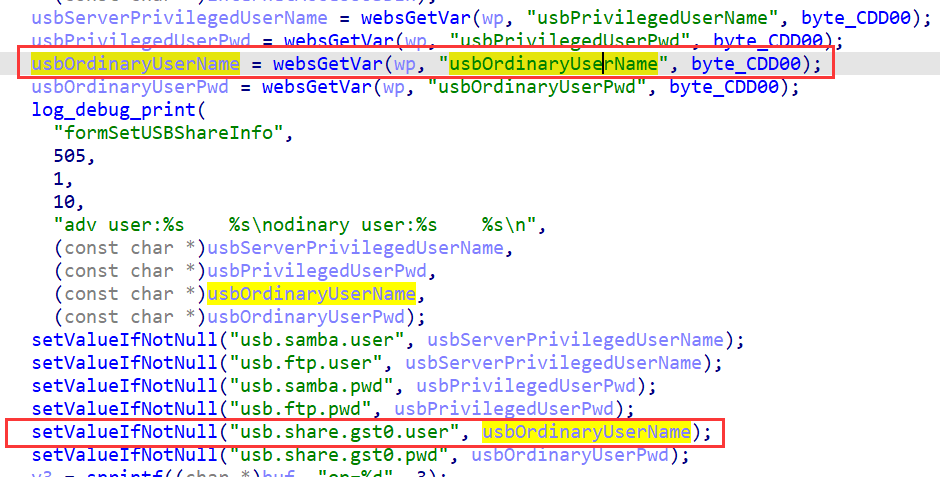 usbServerPrivilegedUserName = websGetVar(wp, "usbPrivilegedUserName", byte_CDD00);
usbPrivilegedUserPwd = websGetVar(wp, "usbPrivilegedUserPwd", byte_CDD00);
usbOrdinaryUserName = websGetVar(wp, "usbOrdinaryUserName", byte_CDD00);
usbOrdinaryUserPwd = websGetVar(wp, "usbOrdinaryUserPwd", byte_CDD00);
log_debug_print(
"formSetUSBShareInfo",
505,
1,
10,
"adv user:%s    %s\nodinary user:%s    %s\n",
(const char *)usbServerPrivilegedUserName,
(const char *)usbPrivilegedUserPwd,
(const char *)usbOrdinaryUserName,
(const char *)usbOrdinaryUserPwd);
setValueIfNotNull("usb.samba.user", usbServerPrivilegedUserName);
setValueIfNotNull("usb.ftp.user", usbServerPrivilegedUserName);
setValueIfNotNull("usb.samba.pwd", usbPrivilegedUserPwd);
setValueIfNotNull("usb.ftp.pwd", usbPrivilegedUserPwd);
setValueIfNotNull("usb.share.gst0.user", usbOrdinaryUserName);
setValueIfNotNull("usb.share.gst0.pwd", usbOrdinaryUserPwd);